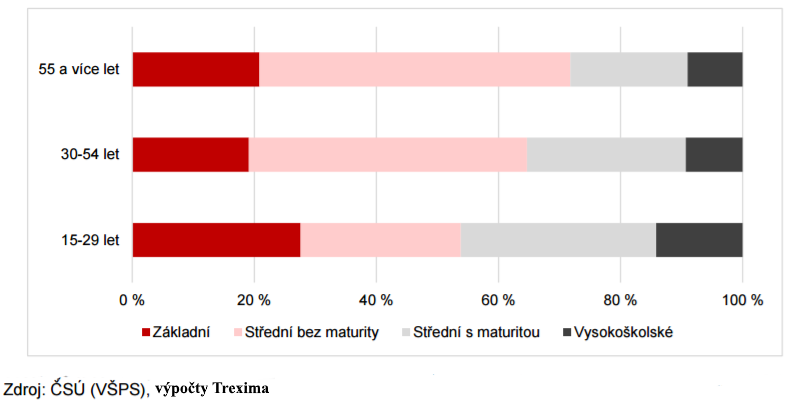 55 a více let
30-54 let
15-29 let
0 % 20 % 40 % 60 % 80 % 100 %
Základní Střední bez maturity Střední s maturitou Vysokoškolské
Zdroj: ČSÚ (VŠPS), výpočty Trexima